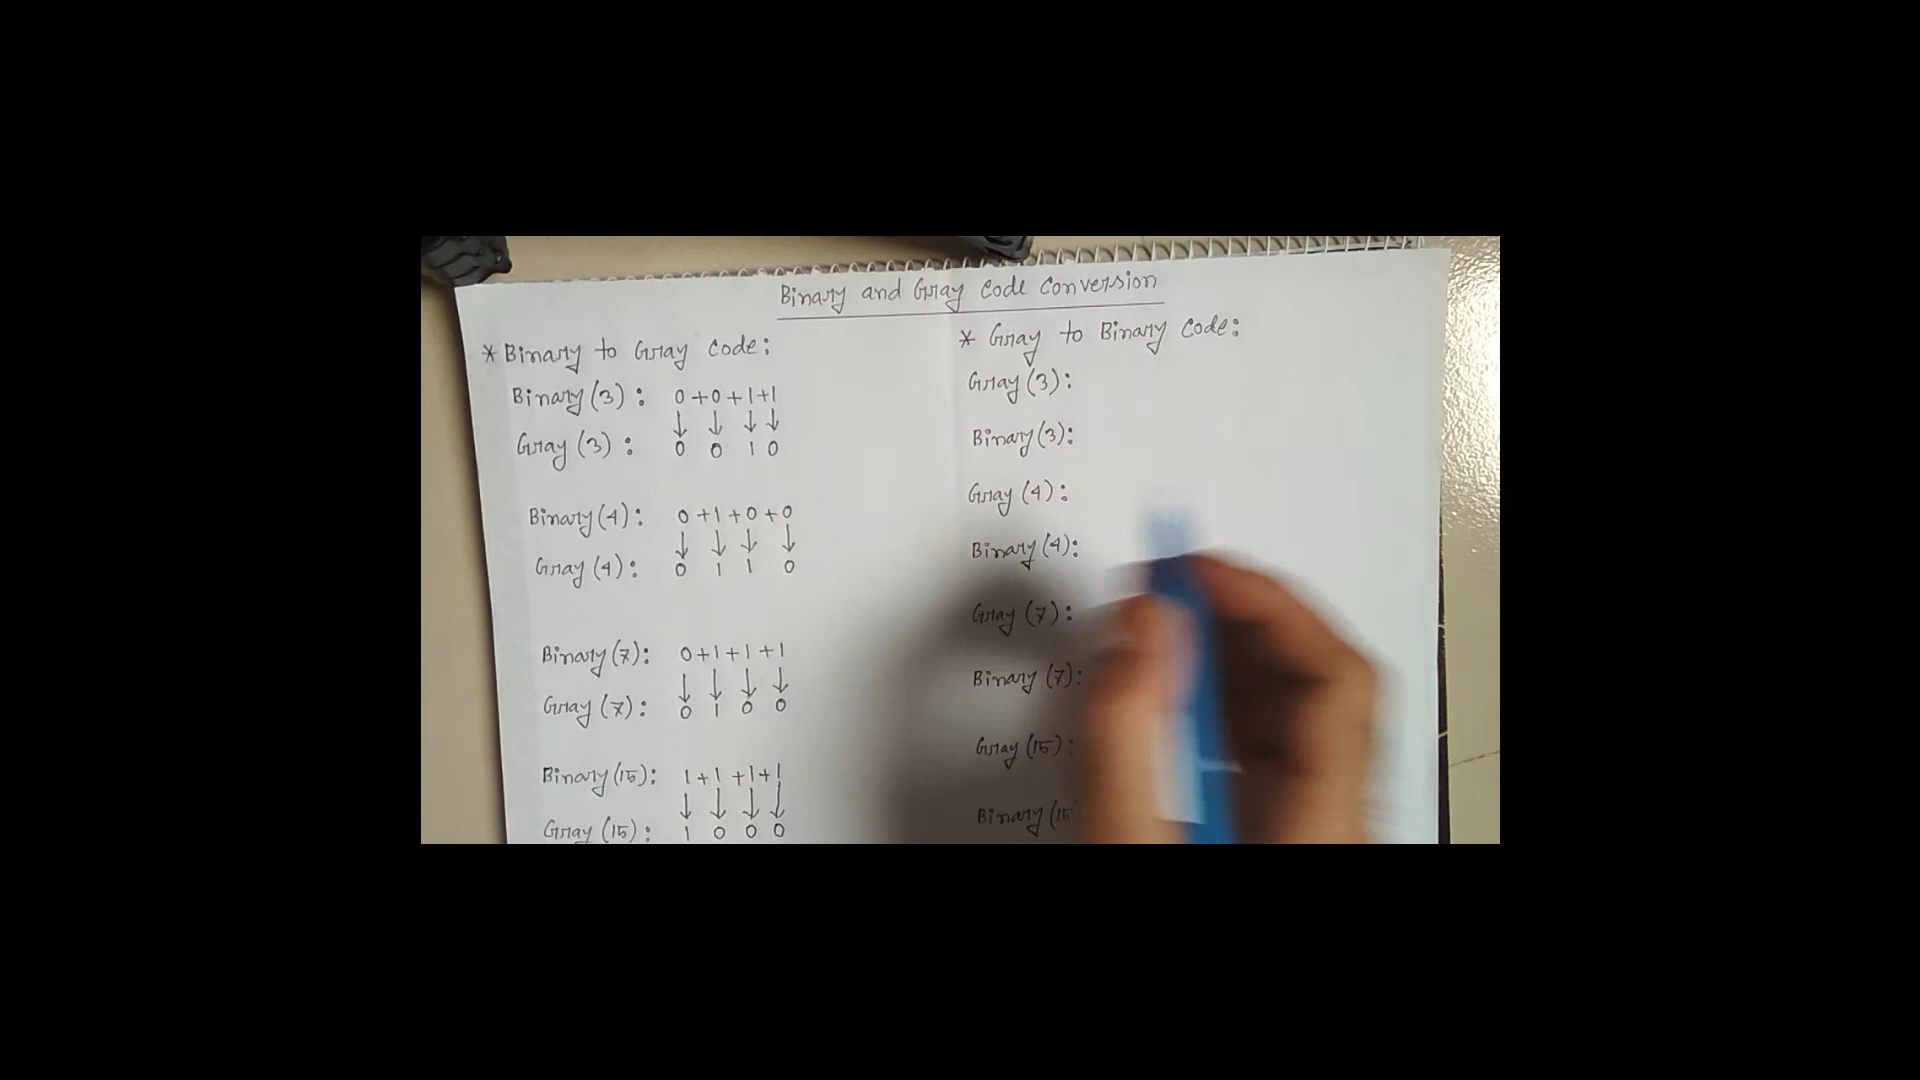 Binary and Gray Code Conversion
* Binary to Gray Code:
Binary(3): 0+0+1+1
↓ ↓ ↓ ↓
Gray(3): 0 0 1 0
Binary(4): 0+1+0+0
↓ ↓ ↓ ↓
Gray(4): 0 1 1 0
Binary(7): 0+1+1+1
↓ ↓ ↓ ↓
Gray(7): 0 1 0 0
Binary(15): 1+1+1+1
↓ ↓ ↓ ↓
Gray(15): 1 0 0 0
* Gray to Binary Code:
Gray(3):
Binary(3):
Gray(4):
Binary(4):
Gray(7):
Binary(7):
Gray(15):
Binary(15